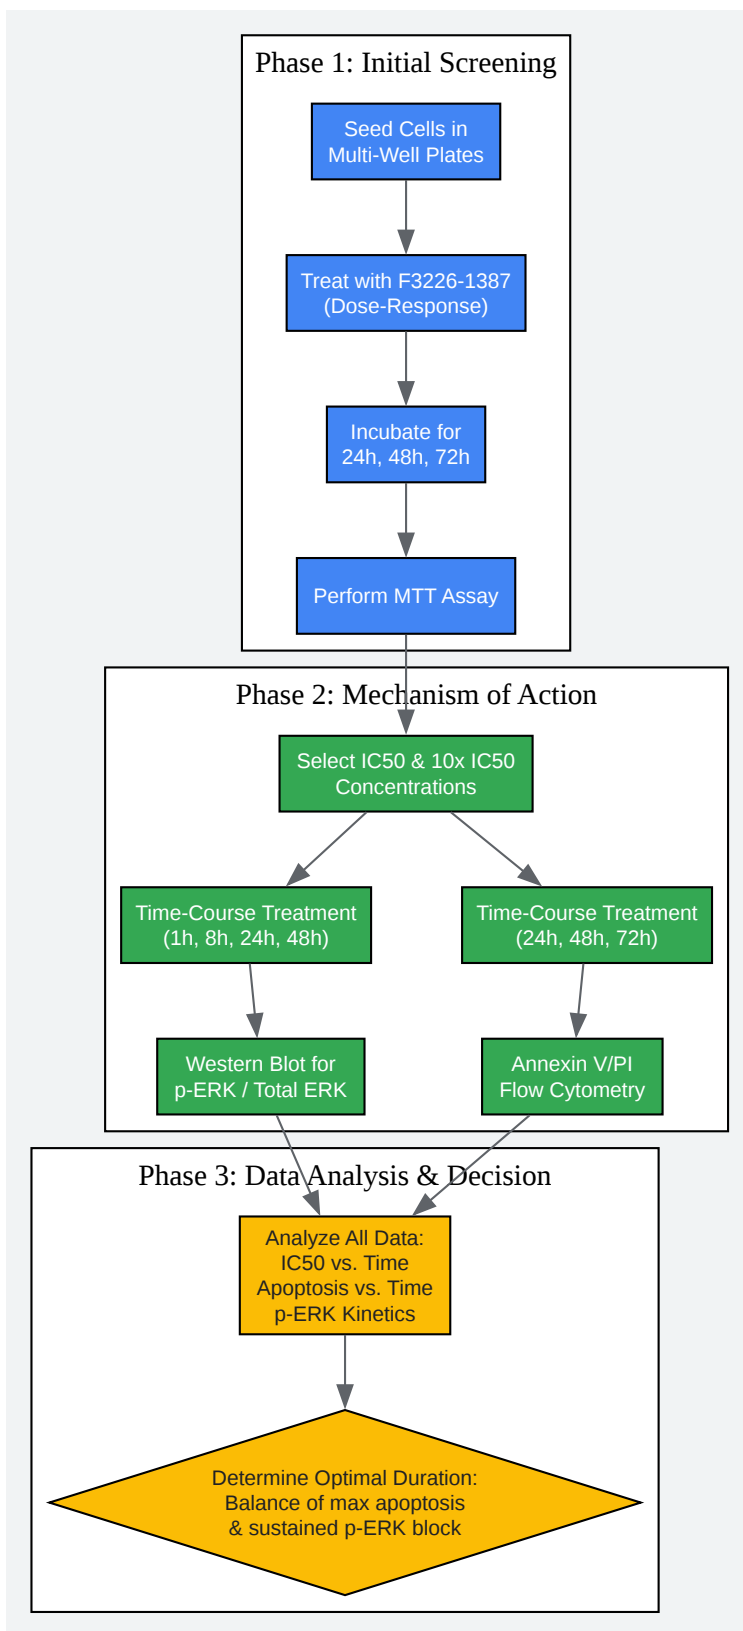 Phase 1: Initial Screening
Seed Cells in
Multi-Well Plates
Treat with F3226-1387
(Dose-Response)
Incubate for
24h, 48h, 72h
Perform MTT Assay
Phase 2: Mechanism of Action
Select IC50 & 10x IC50
Concentrations
Time-Course Treatment
(1h, 8h, 24h, 48h)
Time-Course Treatment
(24h, 48h, 72h)
Western Blot for
p-ERK / Total ERK
Annexin V/PI
Flow Cytometry
Phase 3: Data Analysis & Decision
Analyze All Data:
IC50 vs. Time
Apoptosis vs. Time
p-ERK Kinetics
Determine Optimal Duration:
Balance of max apoptosis
& sustained p-ERK block